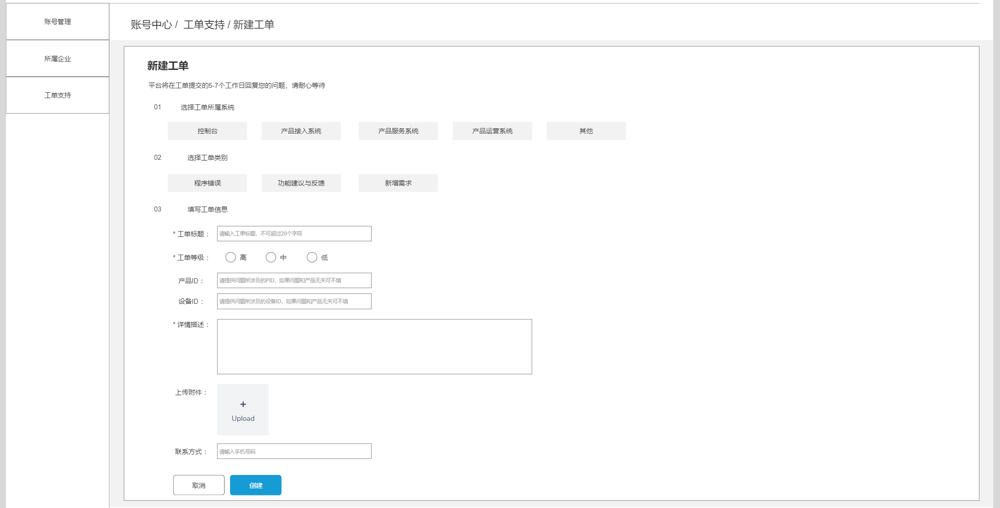 账号管理
所属企业
工单支持
账号中心 / 工单支持 / 新建工单
新建工单
平台将在工单提交的5-7个工作日回复您的问题，请耐心等待
01 选择工单所属系统
控制台 产品接入系统 产品服务系统 产品运营系统 其他
02 选择工单类别
程序错误 功能建议与反馈 新增需求
03 填写工单信息
* 工单标题： 请输入工单标题，不可超过20个字符
* 工单等级： 高 中 低
产品ID： 请提供问题所涉及的PID，如果问题和产品无关可不填
设备ID： 请提供问题所涉及的设备ID，如果问题和产品无关可不填
* 详情描述：
上传附件：
+
Upload
联系方式： 请输入手机号码
取消 创建